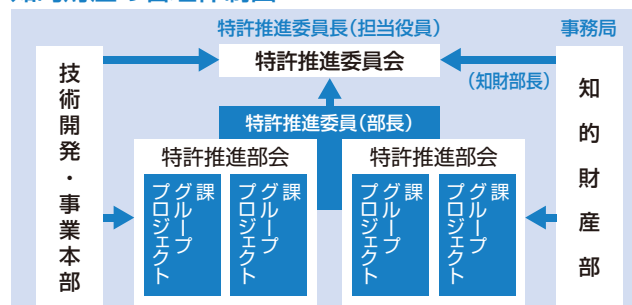 特許推進委員長(担当役員)
事務局
特許推進委員会
(知財部長)
技術開発・事業本部
知的財産部
特許推進委員(部長)
特許推進部会
特許推進部会
課
グループ
プロジェクト
課
グループ
プロジェクト
課
グループ
プロジェクト
課
グループ
プロジェクト